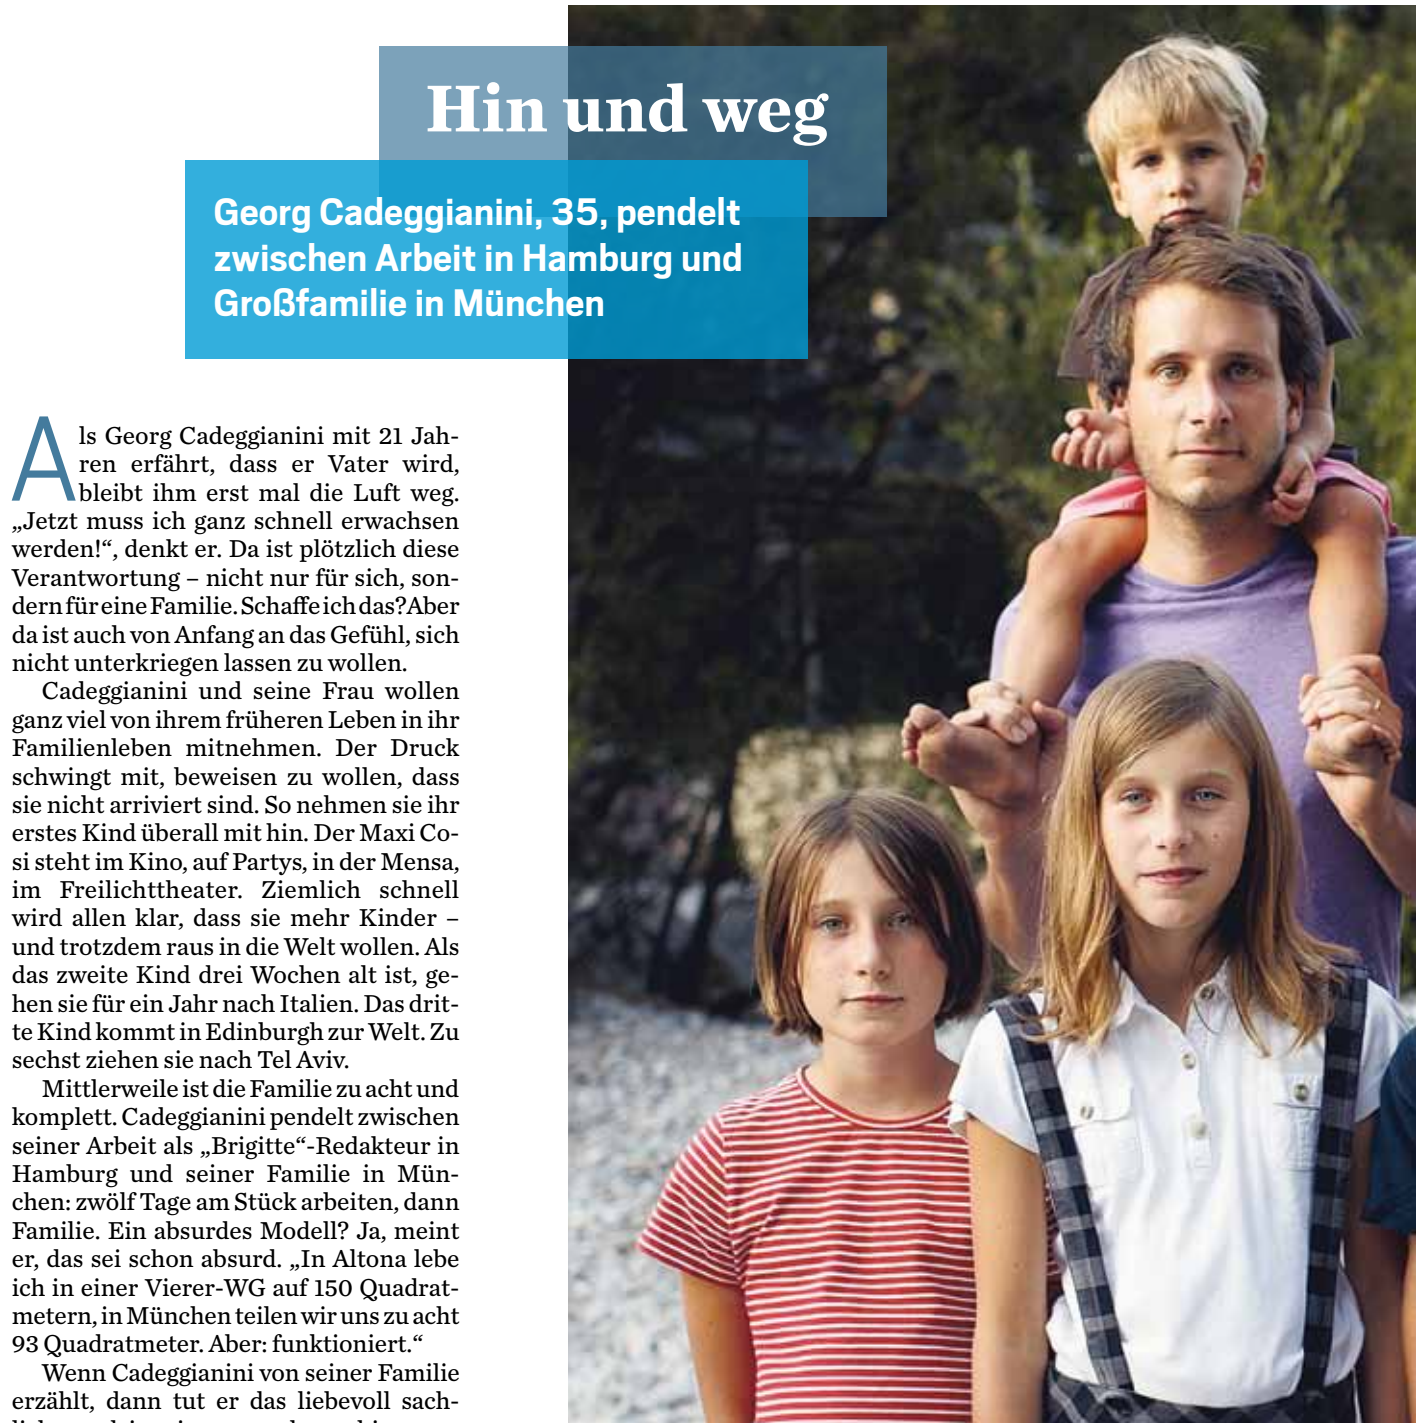 Hin und weg
Georg Cadeggianini, 35, pendelt
zwischen Arbeit in Hamburg und
Großfamilie in München
Als Georg Cadeggianini mit 21 Jah-
ren erfährt, dass er Vater wird,
bleibt ihm erst mal die Luft weg.
„Jetzt muss ich ganz schnell erwachsen
werden!“, denkt er. Da ist plötzlich diese
Verantwortung – nicht nur für sich, son-
dern für eine Familie. Schaffe ich das? Aber
da ist auch von Anfang an das Gefühl, sich
nicht unterkriegen lassen zu wollen.
Cadeggianini und seine Frau wollen
ganz viel von ihrem früheren Leben in ihr
Familienleben mitnehmen. Der Druck
schwingt mit, beweisen zu wollen, dass
sie nicht arriviert sind. So nehmen sie ihr
erstes Kind überall mit hin. Der Maxi Co-
si steht im Kino, auf Partys, in der Mensa,
im Freilichttheater. Ziemlich schnell
wird allen klar, dass sie mehr Kinder –
und trotzdem raus in die Welt wollen. Als
das zweite Kind drei Wochen alt ist, ge-
hen sie für ein Jahr nach Italien. Das drit-
te Kind kommt in Edinburgh zur Welt. Zu
sechst ziehen sie nach Tel Aviv.
Mittlerweile ist die Familie zu acht und
komplett. Cadeggianini pendelt zwischen
seiner Arbeit als „Brigitte“-Redakteur in
Hamburg und seiner Familie in Mün-
chen: zwölf Tage am Stück arbeiten, dann
Familie. Ein absurdes Modell? Ja, meint
er, das sei schon absurd. „In Altona lebe
ich in einer Vierer-WG auf 150 Quadrat-
metern, in München teilen wir uns zu acht
93 Quadratmeter. Aber: funktioniert.“
Wenn Cadeggianini von seiner Familie
erzählt, dann tut er das liebevoll sach-